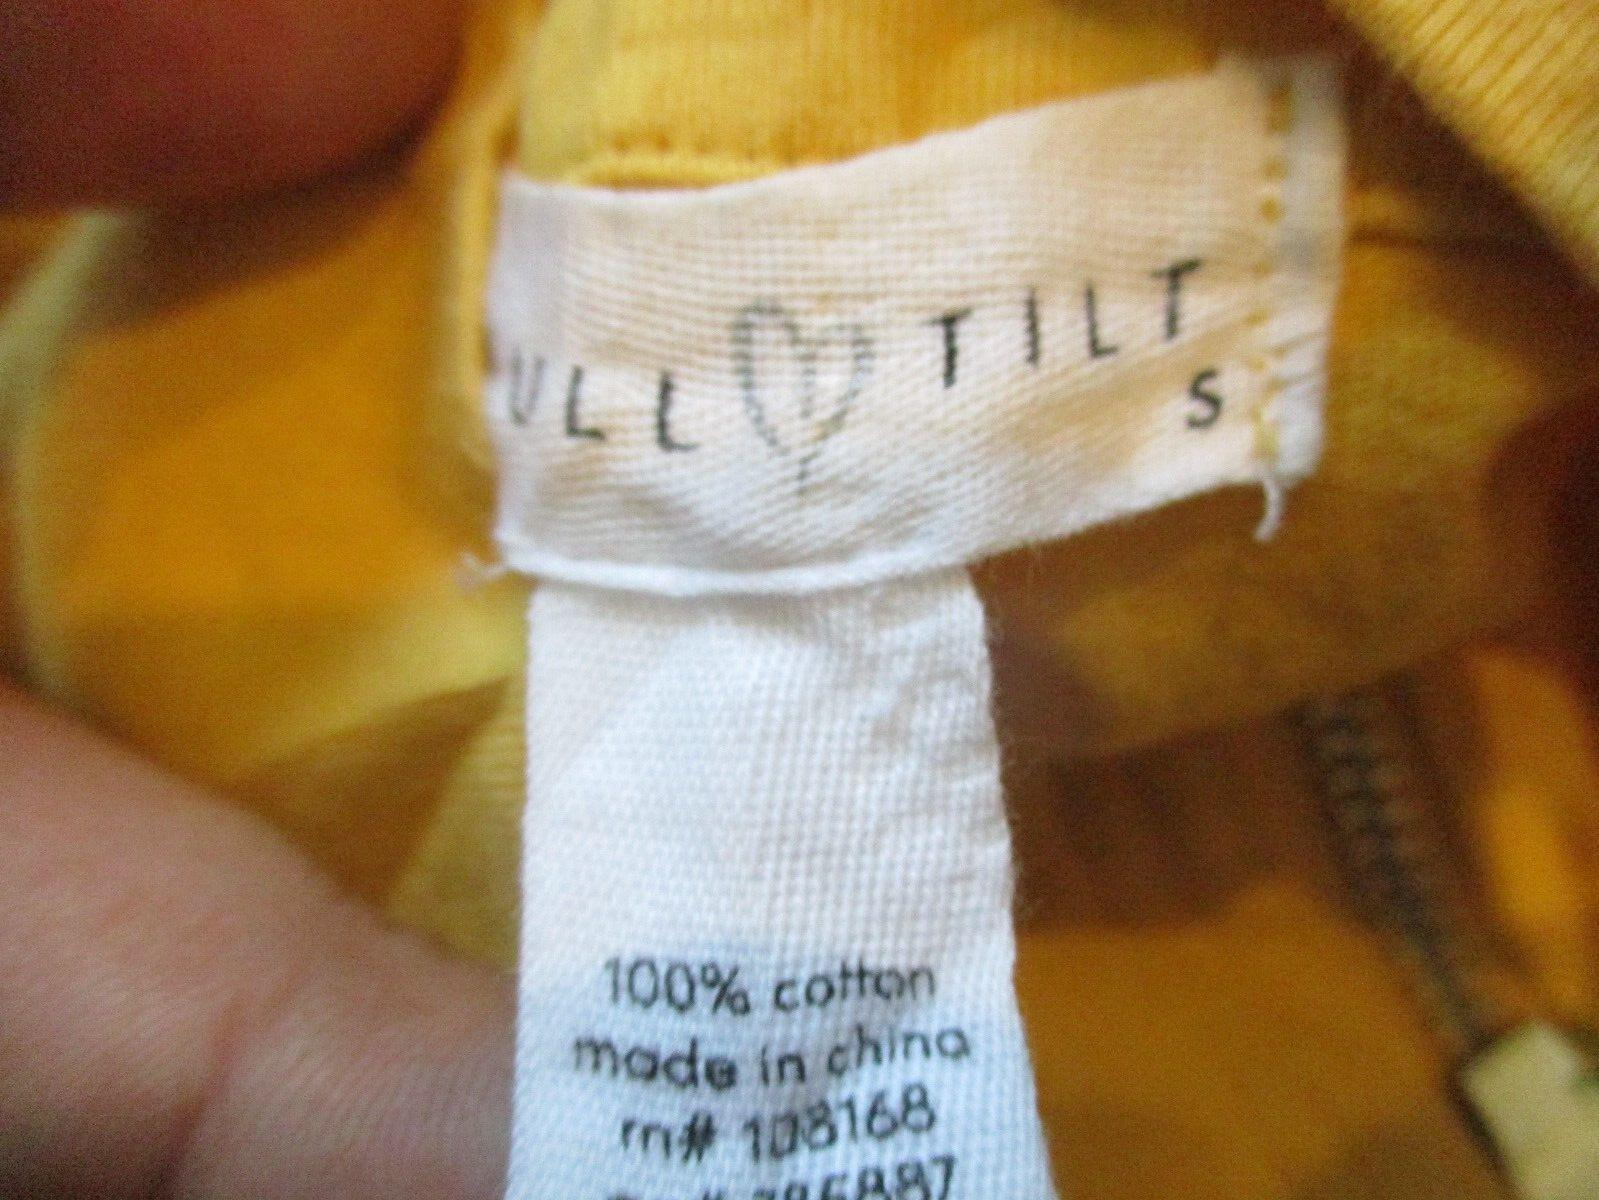 ULL TILT
S
100% cotton
made in china
rn# 108168